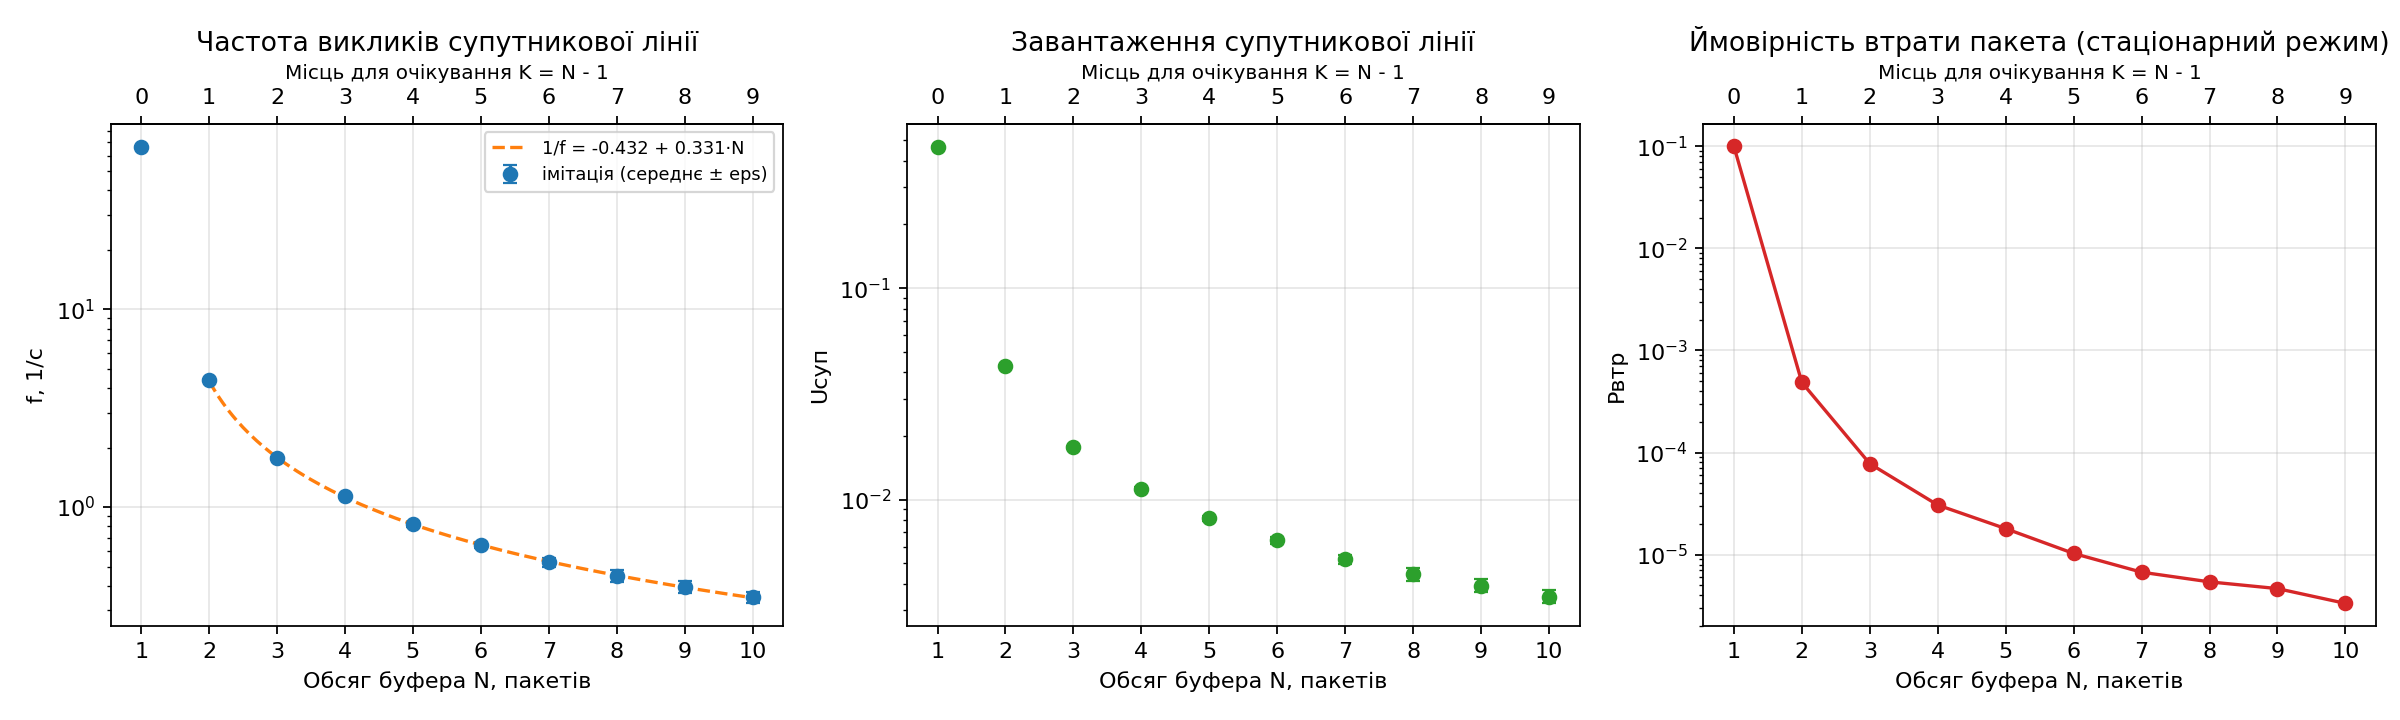 Частота викликів супутникової лінії
Місць для очікування K = N - 1
0 1 2 3 4 5 6 7 8 9
1/f = -0.432 + 0.331·N
імітація (середнє ± eps)
10¹
10⁰
f, 1/с
1 2 3 4 5 6 7 8 9 10
Обсяг буфера N, пакетів
Завантаження супутникової лінії
Місць для очікування K = N - 1
0 1 2 3 4 5 6 7 8 9
10⁻¹
10⁻²
Uсуп
1 2 3 4 5 6 7 8 9 10
Обсяг буфера N, пакетів
Ймовірність втрати пакета (стаціонарний режим)
Місць для очікування K = N - 1
0 1 2 3 4 5 6 7 8 9
10⁻¹
10⁻²
10⁻³
10⁻⁴
10⁻⁵
Pвтр
1 2 3 4 5 6 7 8 9 10
Обсяг буфера N, пакетів